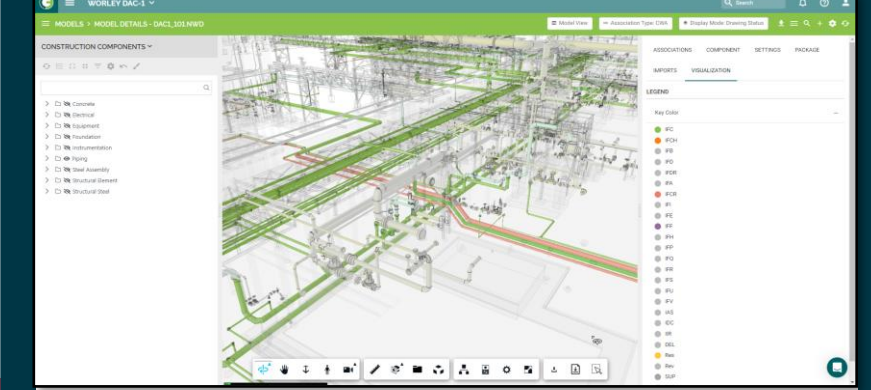 WORLEY DAC-1
Search
MODELS > MODEL DETAILS - DAC1_101.NWD
Model View
Association Type: CWA
Display Mode: Drawing Status
CONSTRUCTION COMPONENTS
Concrete
Electrical
Equipment
Foundation
Instrumentation
Piping
Steel Assembly
Structural Element
Structural Steel
ASSOCIATIONS COMPONENT SETTINGS PACKAGE
IMPORTS VISUALIZATION
LEGEND
Key Color
IFC
IFCH
IFB
IFD
IFDR
IFA
IFCR
IFI
IFE
IFF
IFH
IFP
IFQ
IFR
IFS
IFU
IFV
IAS
IDC
IIR
DEL
Res
Rev
SUP